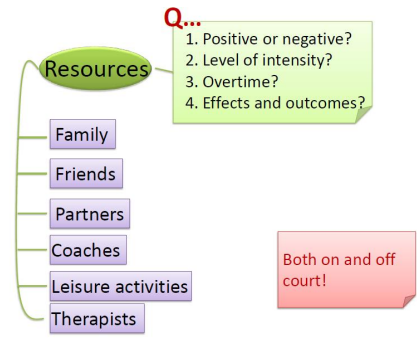 Q...
1. Positive or negative?
2. Level of intensity?
3. Overtime?
4. Effects and outcomes?
Resources
Family
Friends
Partners
Coaches
Leisure activities
Therapists
Both on and off
court!